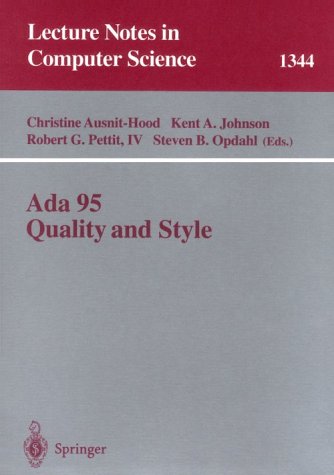 Lecture Notes in
Computer Science 1344
Christine Ausnit-Hood Kent A. Johnson
Robert G. Pettit, IV Steven B. Opdahl (Eds.)
Ada 95
Quality and Style
Springer